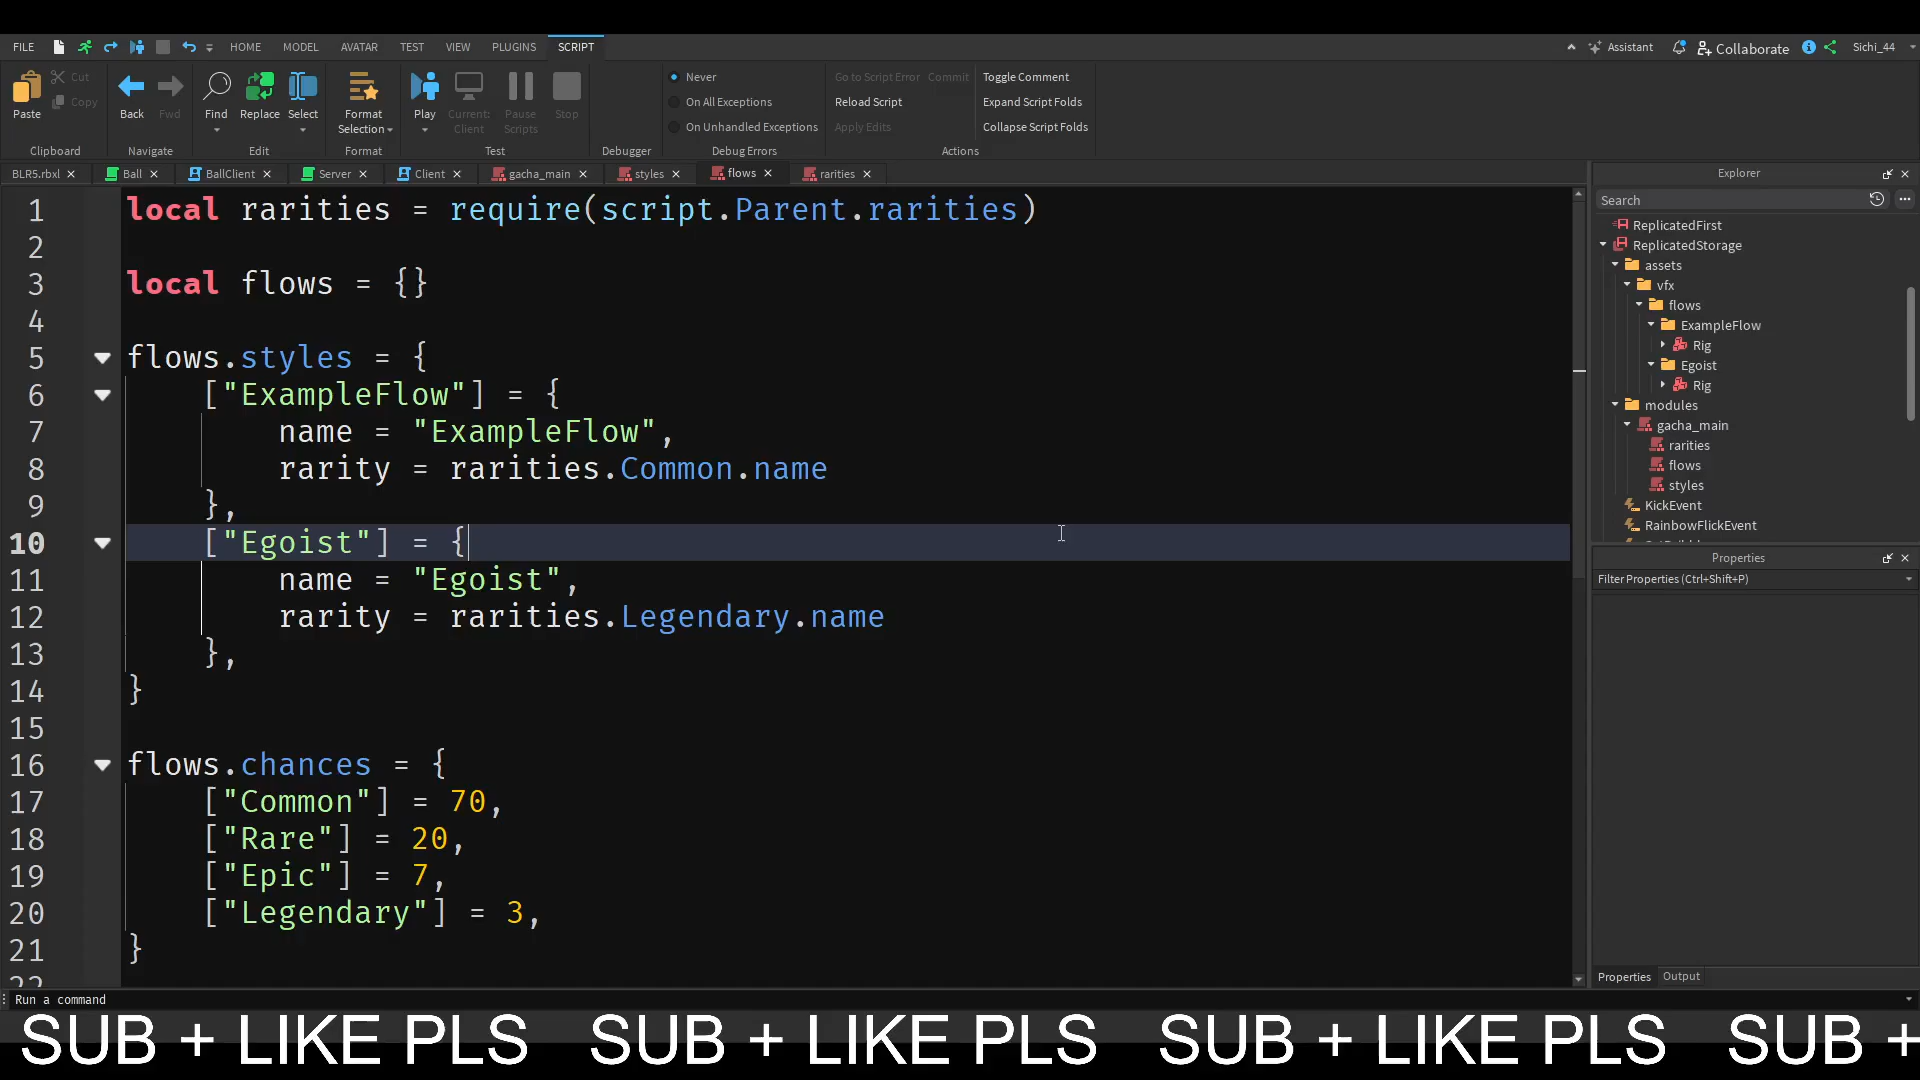 FILE HOME MODEL AVATAR TEST VIEW PLUGINS SCRIPT Assistant Collaborate Sichi_44
Paste Cut Copy
Back Fwd
Find Replace Select
Format Selection
Play Current: Client Pause Scripts Stop
Never
On All Exceptions
On Unhandled Exceptions
Go to Script Error Commit
Reload Script
Apply Edits
Toggle Comment
Expand Script Folds
Collapse Script Folds
Clipboard Navigate Edit Format Test Debugger Debug Errors Actions
BLR5.rbxl Ball BallClient Server Client gacha_main styles flows rarities
1 local rarities = require(script.Parent.rarities)
2
3 local flows = {}
4
5 flows.styles = {
6 ["ExampleFlow"] = {
7 name = "ExampleFlow",
8 rarity = rarities.Common.name
9 },
10 ["Egoist"] = {
11 name = "Egoist",
12 rarity = rarities.Legendary.name
13 },
14 }
15
16 flows.chances = {
17 ["Common"] = 70,
18 ["Rare"] = 20,
19 ["Epic"] = 7,
20 ["Legendary"] = 3,
21 }
22
Explorer
Search
ReplicatedFirst
ReplicatedStorage
assets
vfx
flows
ExampleFlow
Rig
Egoist
Rig
modules
gacha_main
rarities
flows
styles
KickEvent
RainbowFlickEvent
Properties
Filter Properties (Ctrl+Shift+P)
Properties Output
Run a command
SUB + LIKE PLS SUB + LIKE PLS SUB + LIKE PLS SUB +